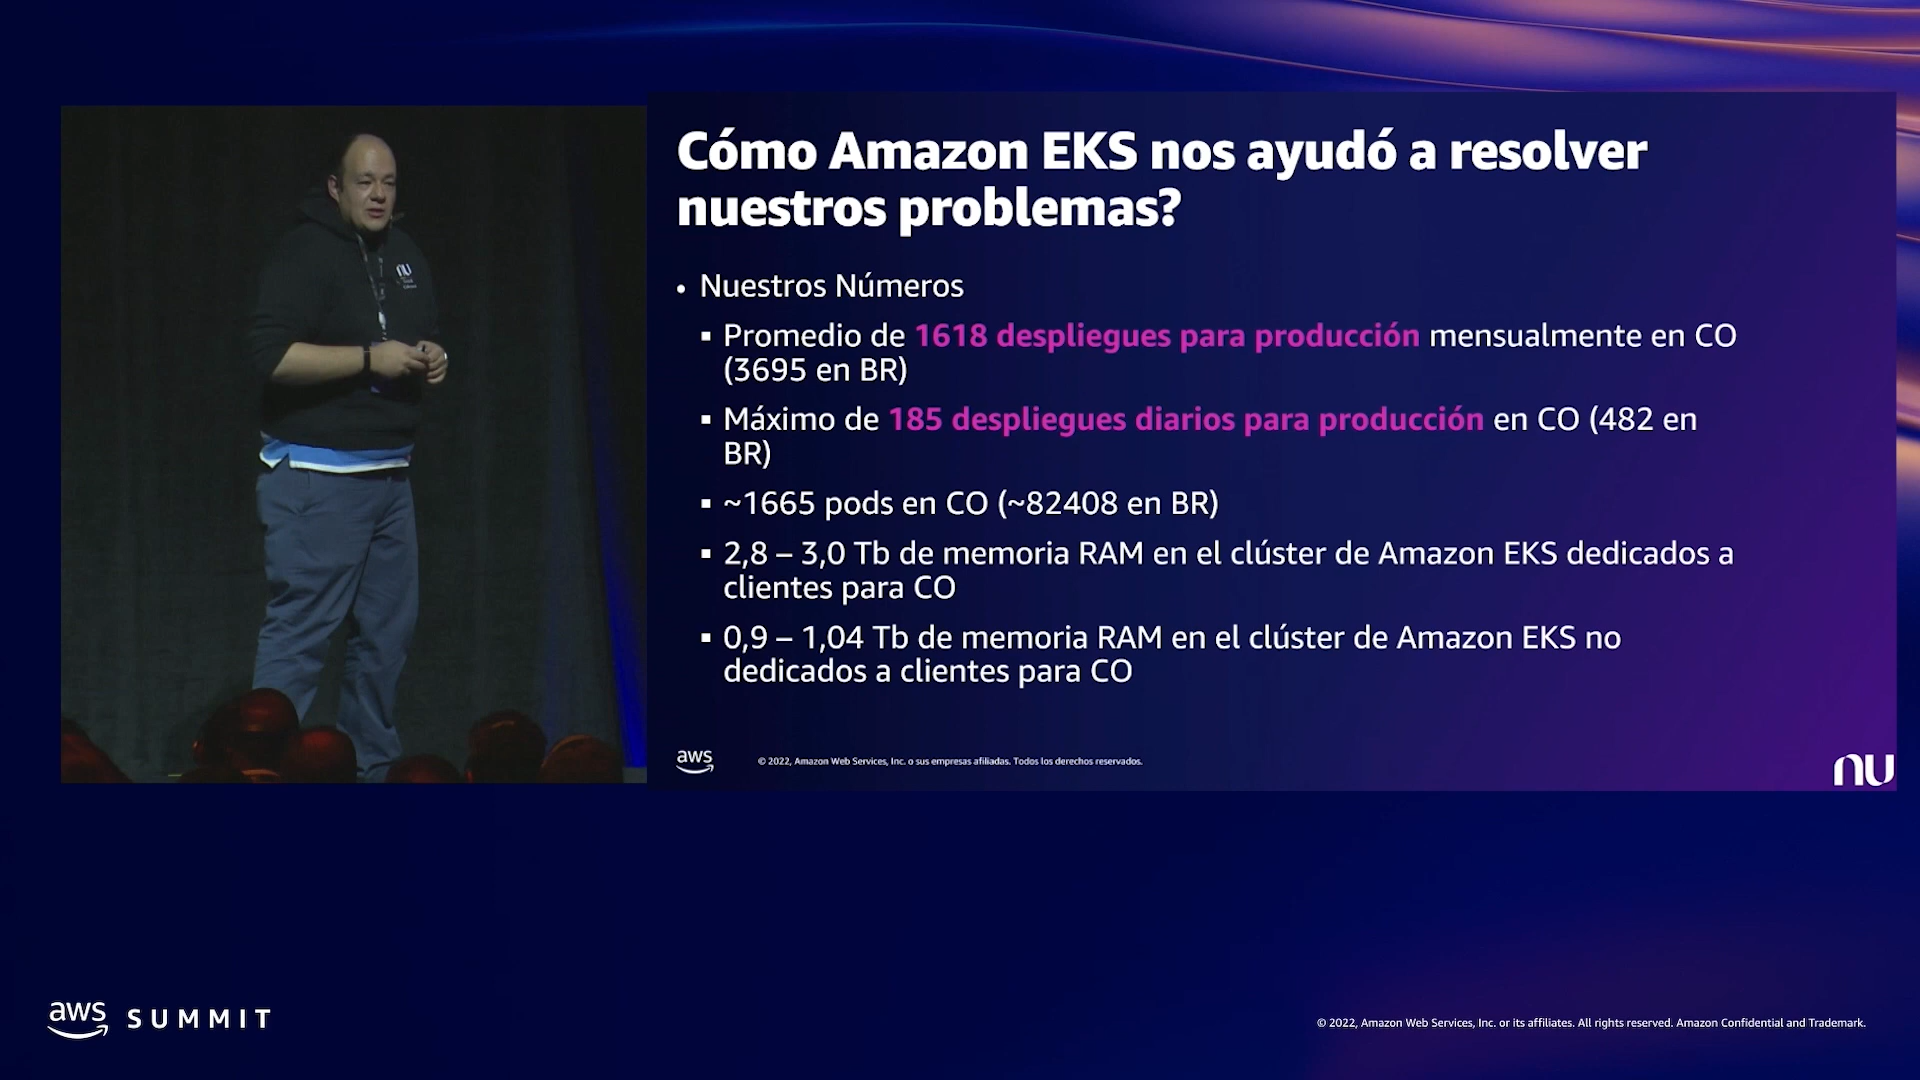 Cómo Amazon EKS nos ayudó a resolver
nuestros problemas?
• Nuestros Números
▪ Promedio de 1618 despliegues para producción mensualmente en CO
(3695 en BR)
▪ Máximo de 185 despliegues diarios para producción en CO (482 en
BR)
▪ ~1665 pods en CO (~82408 en BR)
▪ 2,8 – 3,0 Tb de memoria RAM en el clúster de Amazon EKS dedicados a
clientes para CO
▪ 0,9 – 1,04 Tb de memoria RAM en el clúster de Amazon EKS no
dedicados a clientes para CO
aws
© 2022, Amazon Web Services, Inc. o sus empresas afiliadas. Todos los derechos reservados.
nu
nu
aws SUMMIT
© 2022, Amazon Web Services, Inc. or its affiliates. All rights reserved. Amazon Confidential and Trademark.